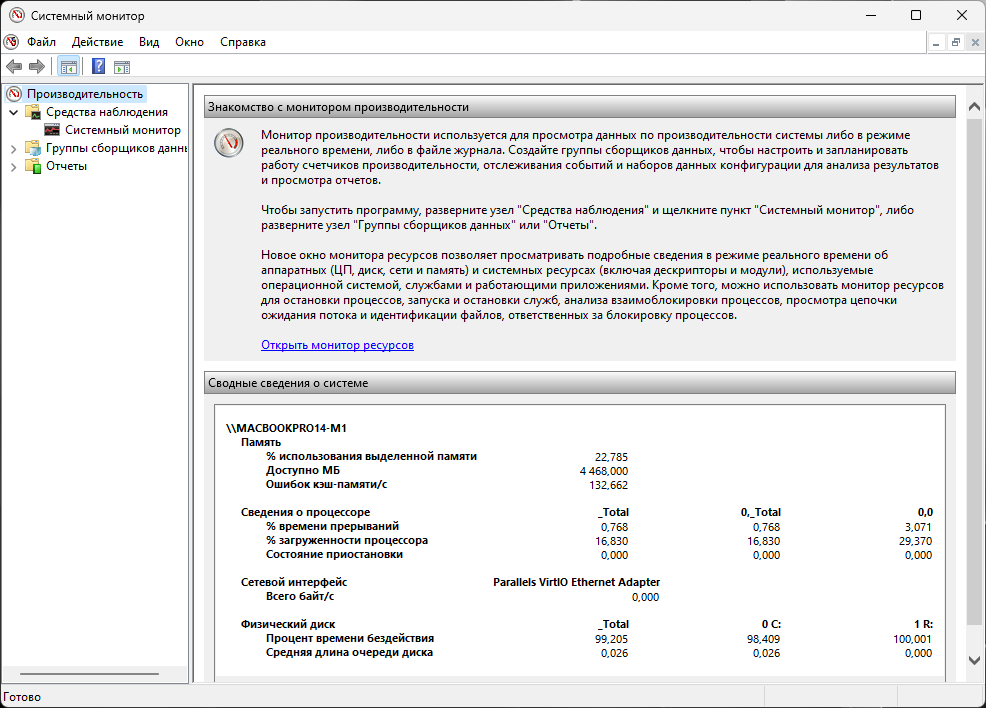 Системный монитор
Файл Действие Вид Окно Справка
Производительность
Средства наблюдения
Системный монитор
Группы сборщиков данн
Отчеты
Знакомство с монитором производительности
Монитор производительности используется для просмотра данных по производительности системы либо в режиме
реального времени, либо в файле журнала. Создайте группы сборщиков данных, чтобы настроить и запланировать
работу счетчиков производительности, отслеживания событий и наборов данных конфигурации для анализа результатов
и просмотра отчетов.
Чтобы запустить программу, разверните узел "Средства наблюдения" и щелкните пункт "Системный монитор", либо
разверните узел "Группы сборщиков данных" или "Отчеты".
Новое окно монитора ресурсов позволяет просматривать подробные сведения в режиме реального времени об
аппаратных (ЦП, диск, сети и память) и системных ресурсах (включая дескрипторы и модули), используемые
операционной системой, службами и работающими приложениями. Кроме того, можно использовать монитор ресурсов
для остановки процессов, запуска и остановки служб, анализа взаимоблокировки процессов, просмотра цепочки
ожидания потока и идентификации файлов, ответственных за блокировку процессов.
Открыть монитор ресурсов
Сводные сведения о системе
\\MACBOOKPRO14-M1
Память
% использования выделенной памяти 22,785
Доступно МБ 4 468,000
Ошибок кэш-памяти/с 132,662
Сведения о процессоре _Total 0,_Total 0,0
% времени прерываний 0,768 0,768 3,071
% загруженности процессора 16,830 16,830 29,370
Состояние приостановки 0,000 0,000 0,000
Сетевой интерфейс Parallels VirtIO Ethernet Adapter
Всего байт/с 0,000
Физический диск _Total 0 C: 1 R:
Процент времени бездействия 99,205 98,409 100,001
Средняя длина очереди диска 0,026 0,026 0,000
Готово